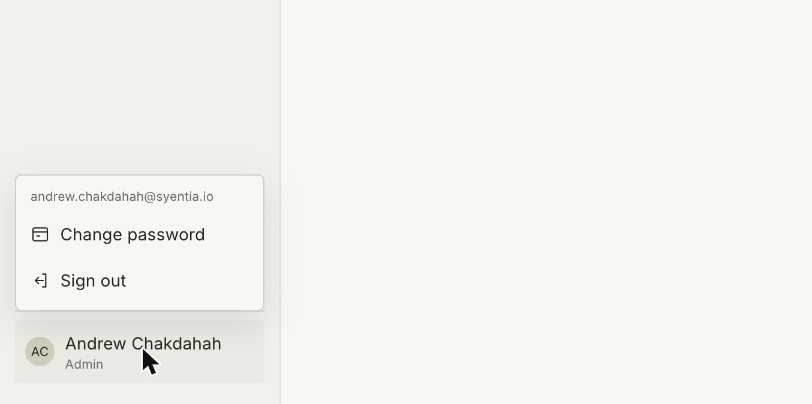 andrew.chakdahah@syentia.io
Change password
Sign out
AC
Andrew Chakdahah
Admin